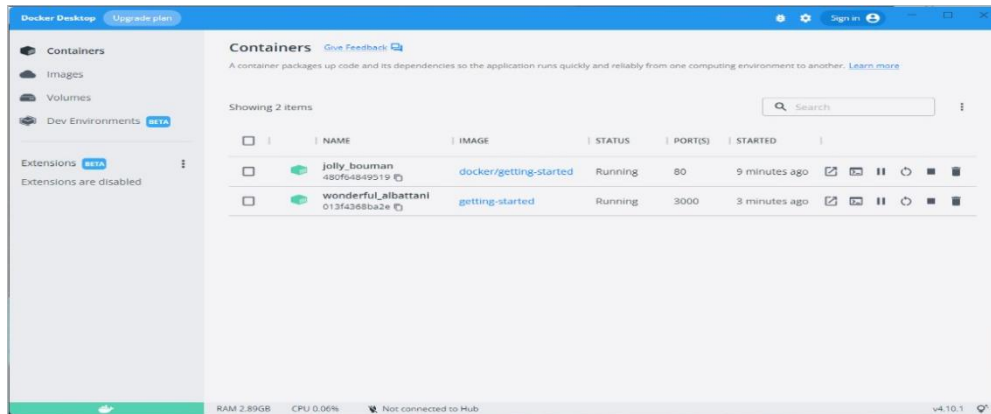 Docker Desktop Upgrade plan Sign in
Containers
Images
Volumes
Dev Environments BETA
Extensions BETA
Extensions are disabled
Containers Give Feedback
A container packages up code and its dependencies so the application runs quickly and reliably from one computing environment to another. Learn more
Showing 2 items Search
NAME IMAGE STATUS PORT(S) STARTED
jolly_bouman docker/getting-started Running 80 9 minutes ago
480f64849519
wonderful_albattani getting-started Running 3000 3 minutes ago
013f4368ba2e
RAM 2.89GB CPU 0.06% Not connected to Hub v4.10.1